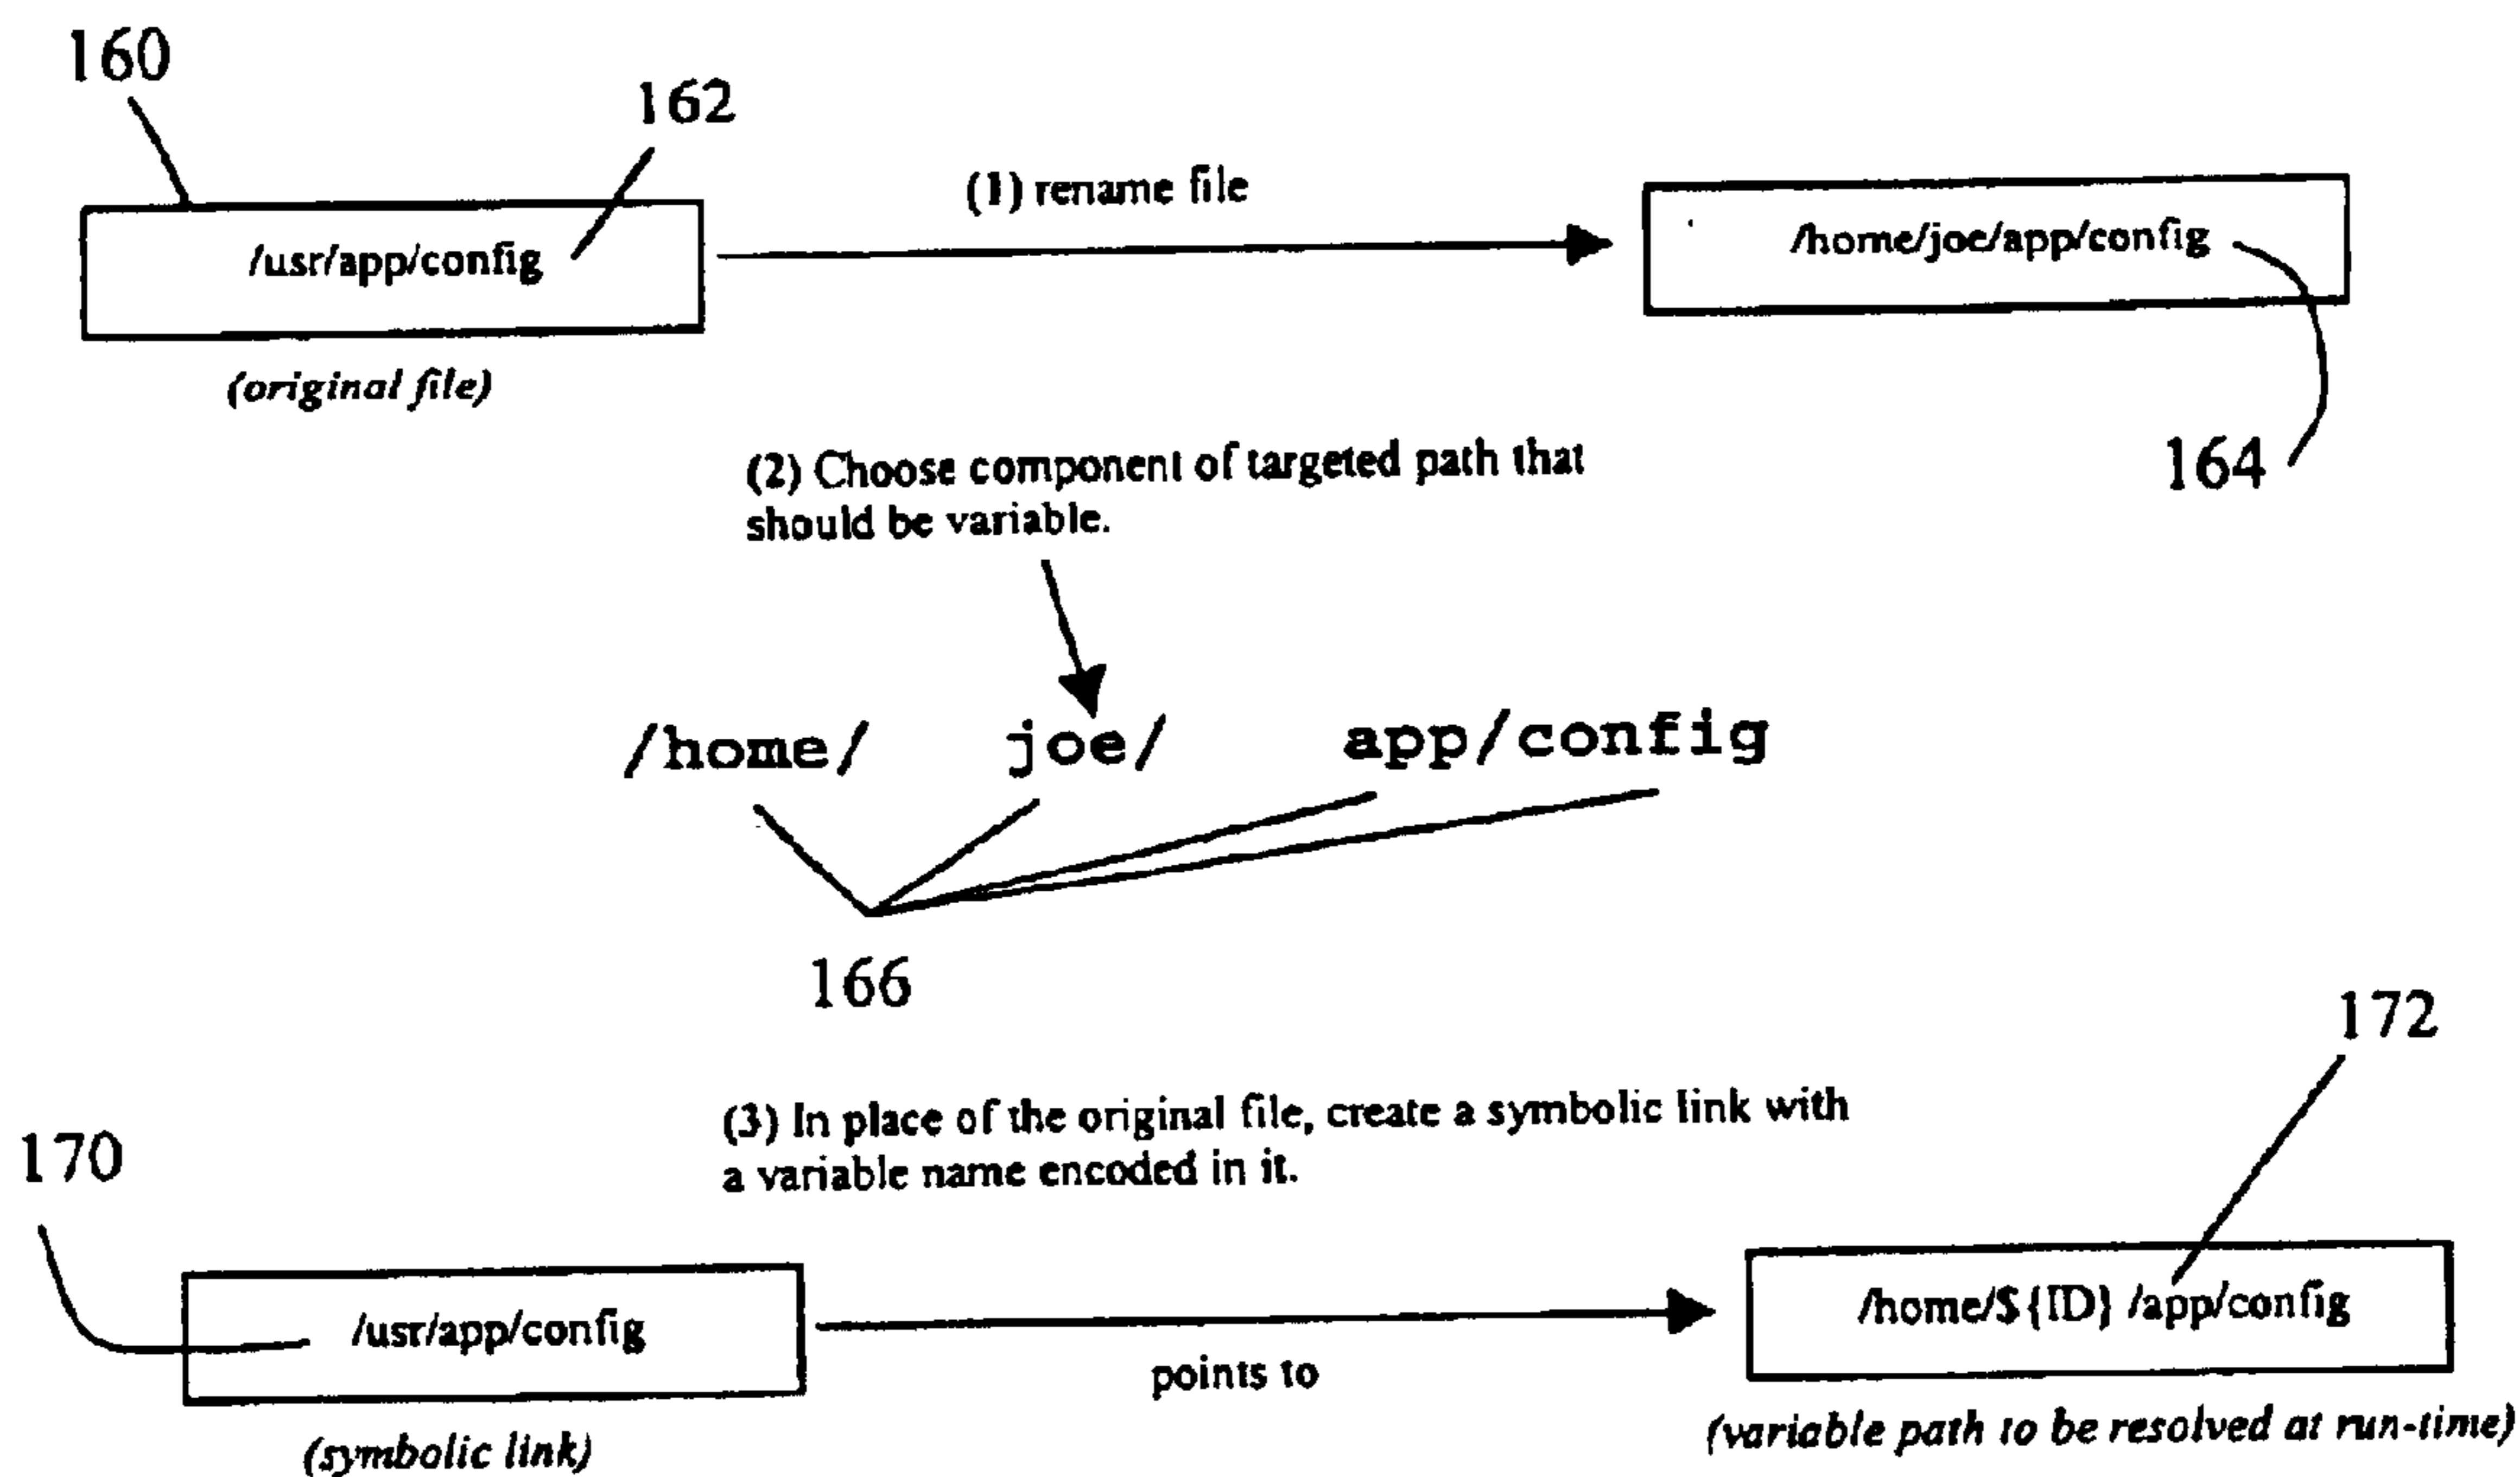 160
162
(1) rename file
/usr/app/config
/home/joe/app/config
(original file)
164
(2) Choose component of targeted path that
should be variable.
/home/ joe/ app/config
166
172
(3) In place of the original file, create a symbolic link with
a variable name encoded in it.
170
/usr/app/config
/home/${ID} /app/config
points to
(symbolic link)
(variable path to be resolved at run-time)